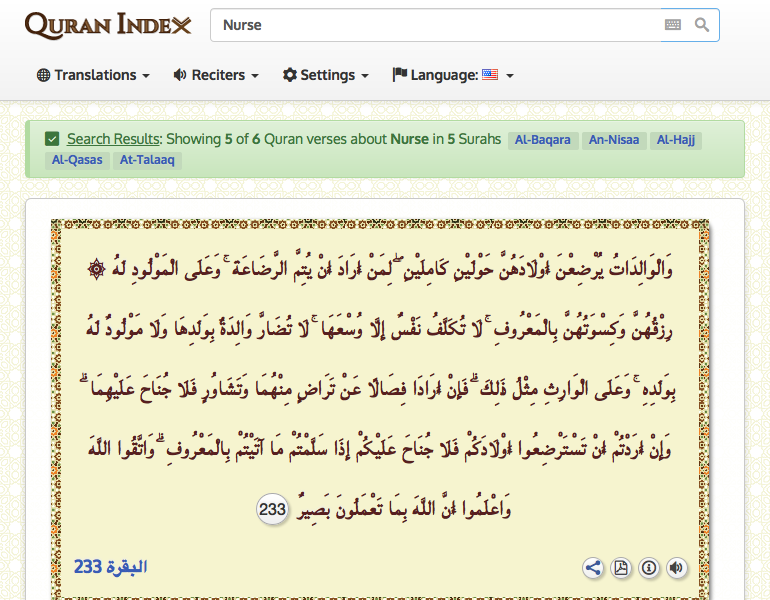 QURAN INDEX
Nurse
Translations
Reciters
Settings
Language:
Search Results: Showing 5 of 6 Quran verses about Nurse in 5 Surahs Al-Baqara An-Nisaa Al-Hajj
Al-Qasas At-Talaaq
وَالْوَالِدَاتُ يُرْضِعْنَ أَوْلَادَهُنَّ حَوْلَيْنِ كَامِلَيْنِ ۖ لِمَنْ أَرَادَ أَنْ يُتِمَّ الرَّضَاعَةَ ۚ وَعَلَى الْمَوْلُودِ لَهُ ۞
رِزْقُهُنَّ وَكِسْوَتُهُنَّ بِالْمَعْرُوفِ ۚ لَا تُكَلَّفُ نَفْسٌ إِلَّا وُسْعَهَا ۚ لَا تُضَارَّ وَالِدَةٌ بِوَلَدِهَا وَلَا مَوْلُودٌ لَهُ
بِوَلَدِهِ ۚ وَعَلَى الْوَارِثِ مِثْلُ ذَٰلِكَ ۗ فَإِنْ أَرَادَا فِصَالًا عَنْ تَرَاضٍ مِنْهُمَا وَتَشَاوُرٍ فَلَا جُنَاحَ عَلَيْهِمَا ۗ
وَإِنْ أَرَدْتُمْ أَنْ تَسْتَرْضِعُوا أَوْلَادَكُمْ فَلَا جُنَاحَ عَلَيْكُمْ إِذَا سَلَّمْتُمْ مَا آتَيْتُمْ بِالْمَعْرُوفِ ۗ وَاتَّقُوا اللَّهَ
وَاعْلَمُوا أَنَّ اللَّهَ بِمَا تَعْمَلُونَ بَصِيرٌ 233
البقرة 233